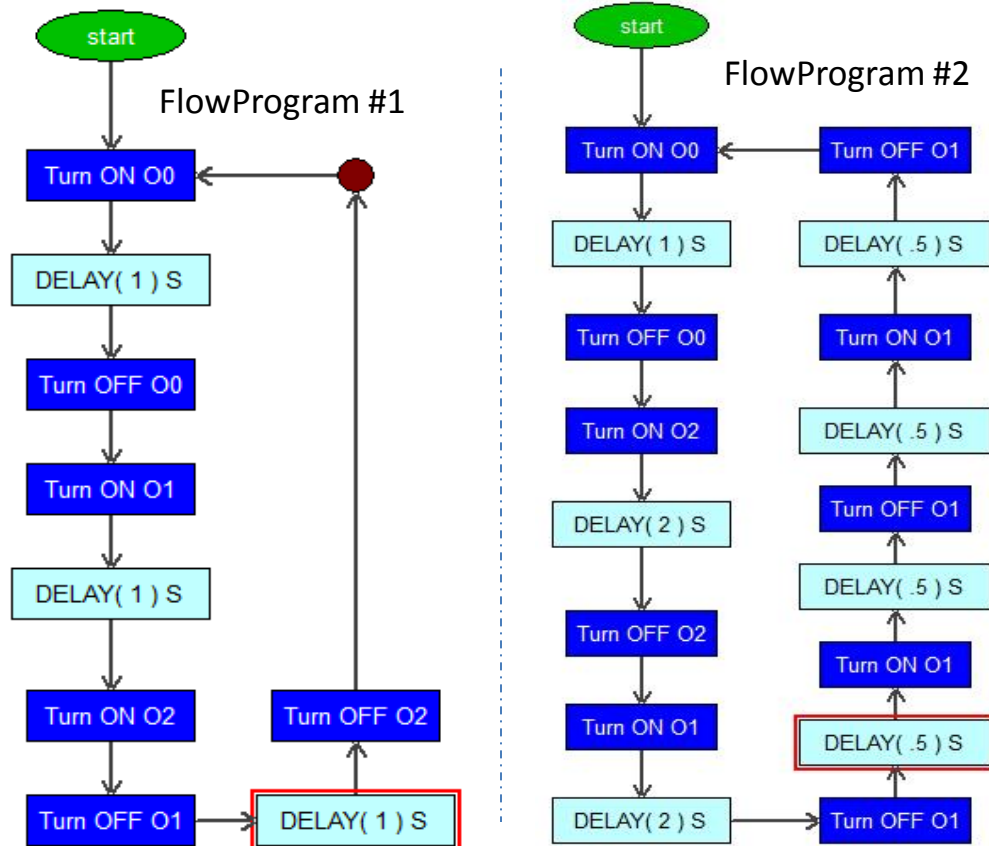 start
FlowProgram #1
Turn ON O0
DELAY( 1 ) S
Turn OFF O0
Turn ON O1
DELAY( 1 ) S
Turn ON O2
Turn OFF O1
DELAY( 1 ) S
Turn OFF O2
start
FlowProgram #2
Turn ON O0
DELAY( 1 ) S
Turn OFF O0
Turn ON O2
DELAY( 2 ) S
Turn OFF O2
Turn ON O1
DELAY( 2 ) S
Turn OFF O1
DELAY( .5 ) S
Turn ON O1
DELAY( .5 ) S
Turn OFF O1
DELAY( .5 ) S
Turn ON O1
DELAY( .5 ) S
Turn OFF O1